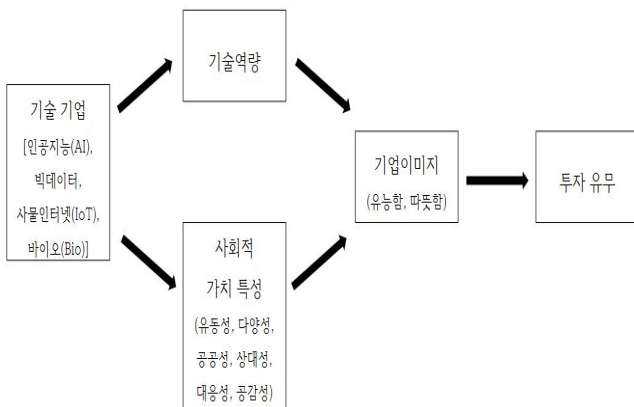 기술역량
기술 기업
[인공지능(AI),
빅데이터,
사물인터넷(IoT),
바이오(Bio)]
기업이미지
(유능함, 따뜻함)
투자 유무
사회적
가치 특성
(유동성, 다양성,
공공성, 상대성,
대응성, 공감성)